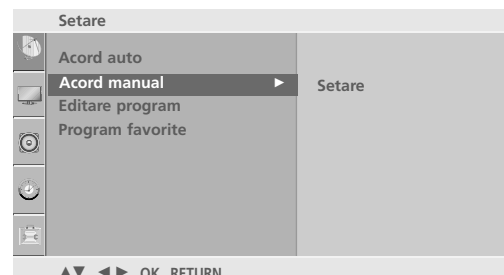 Setare
Acord auto
Acord manual ► Setare
Editare program
Program favorite
▲▼ ◄► OK RETURN